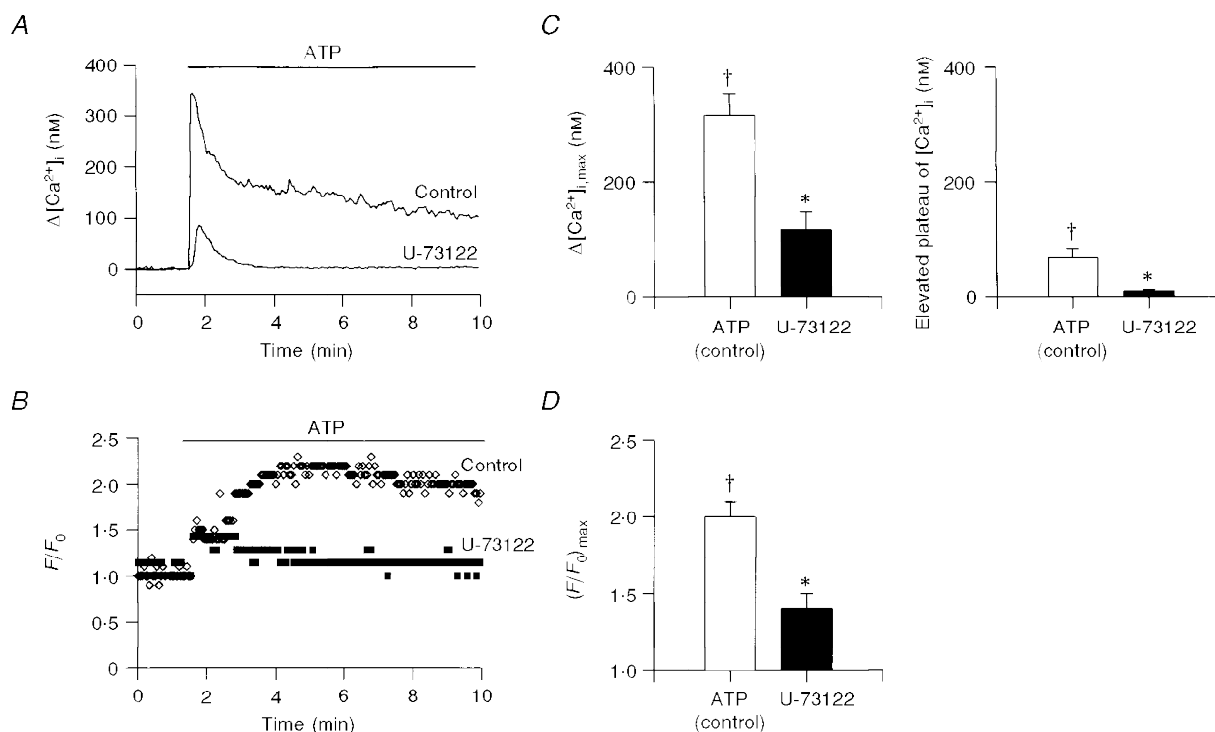 A
ATP
400
300
200
100
0
Δ[Ca²⁺]ᵢ (nM)
Control
U-73122
0 2 4 6 8 10
Time (min)
B
ATP
2·5
2·0
1·5
1·0
0·5
0
F/F₀
Control
U-73122
0 2 4 6 8 10
Time (min)
C
400
200
0
Δ[Ca²⁺]i,max (nM)
†
*
ATP
(control)
U-73122
400
200
0
Elevated plateau of [Ca²⁺]ᵢ (nM)
†
*
ATP
(control)
U-73122
D
2·5
2·0
1·5
1·0
(F/F₀)max
†
*
ATP
(control)
U-73122